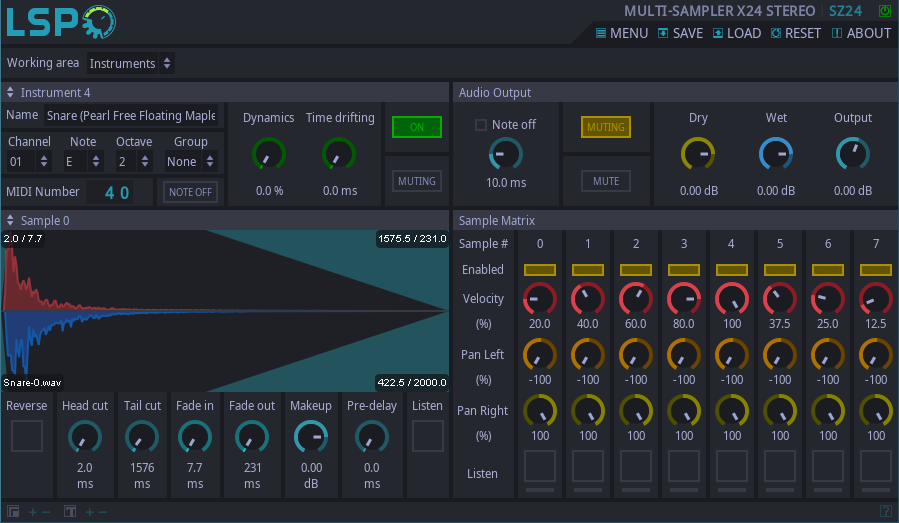 LSP
MULTI-SAMPLER X24 STEREO SZ24
MENU SAVE LOAD RESET ABOUT
Working area Instruments
Instrument 4
Name Snare (Pearl Free Floating Maple
Channel Note Octave Group
01 E 2 None
MIDI Number 40 NOTE OFF
Dynamics Time drifting
0.0 % 0.0 ms
ON
MUTING
Audio Output
Note off
10.0 ms
MUTING
MUTE
Dry Wet Output
0.00 dB 0.00 dB 0.00 dB
Sample 0
2.0 / 7.7 1575.5 / 231.0
Snare-0.wav 422.5 / 2000.0
Reverse Head cut Tail cut Fade in Fade out Makeup Pre-delay Listen
2.0 1576 7.7 231 0.00 0.0
ms ms ms ms dB ms
Sample Matrix
Sample # 0 1 2 3 4 5 6 7
Enabled
Velocity
(%) 20.0 40.0 60.0 80.0 100 37.5 25.0 12.5
Pan Left
(%) -100 -100 -100 -100 -100 -100 -100 -100
Pan Right
(%) 100 100 100 100 100 100 100 100
Listen